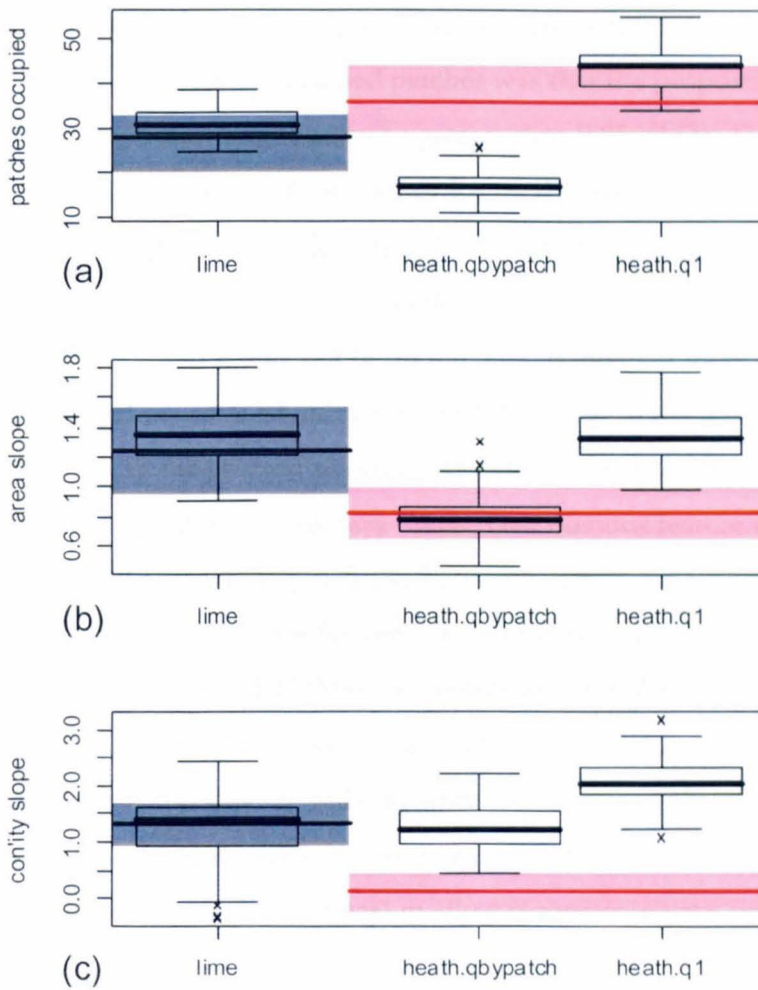 patches occupied
50
30
10
lime
heath.qbypatch
heath.q1
(a)
area slope
1.8
1.4
1.0
0.6
lime
heath.qbypatch
heath.q1
(b)
con'ity slope
3.0
2.0
1.0
0.0
lime
heath.qbypatch
heath.q1
(c)